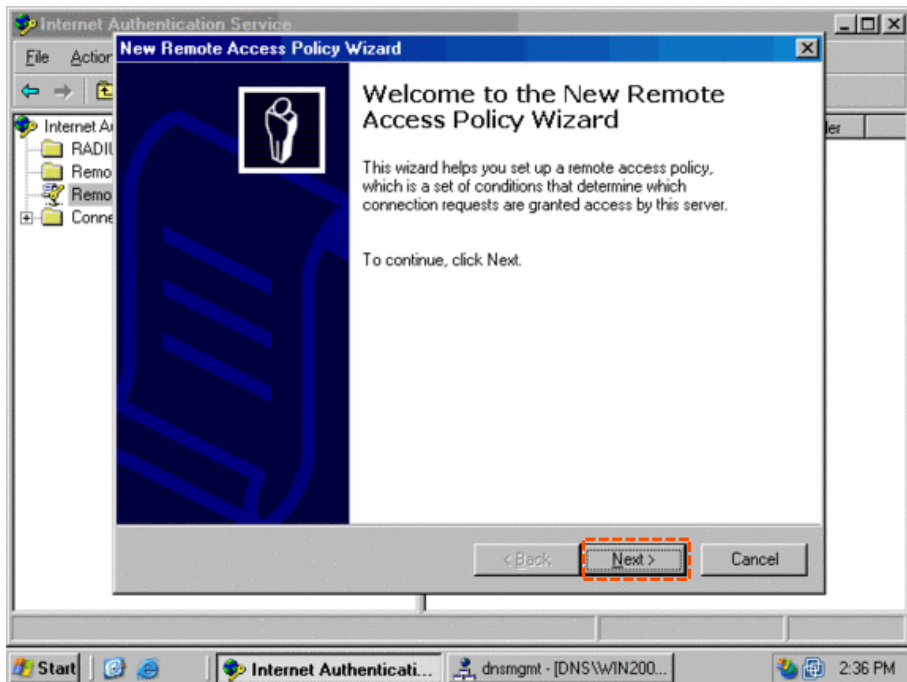 Internet Authentication Service
File Action
New Remote Access Policy Wizard
Internet Au
RADIU
Remo
Remo
Conne
Welcome to the New Remote
Access Policy Wizard
This wizard helps you set up a remote access policy,
which is a set of conditions that determine which
connection requests are granted access by this server.
To continue, click Next.
< Back
Next >
Cancel
Start
Internet Authenticati...
dnsmgmt - [DNS\WIN200...
2:36 PM